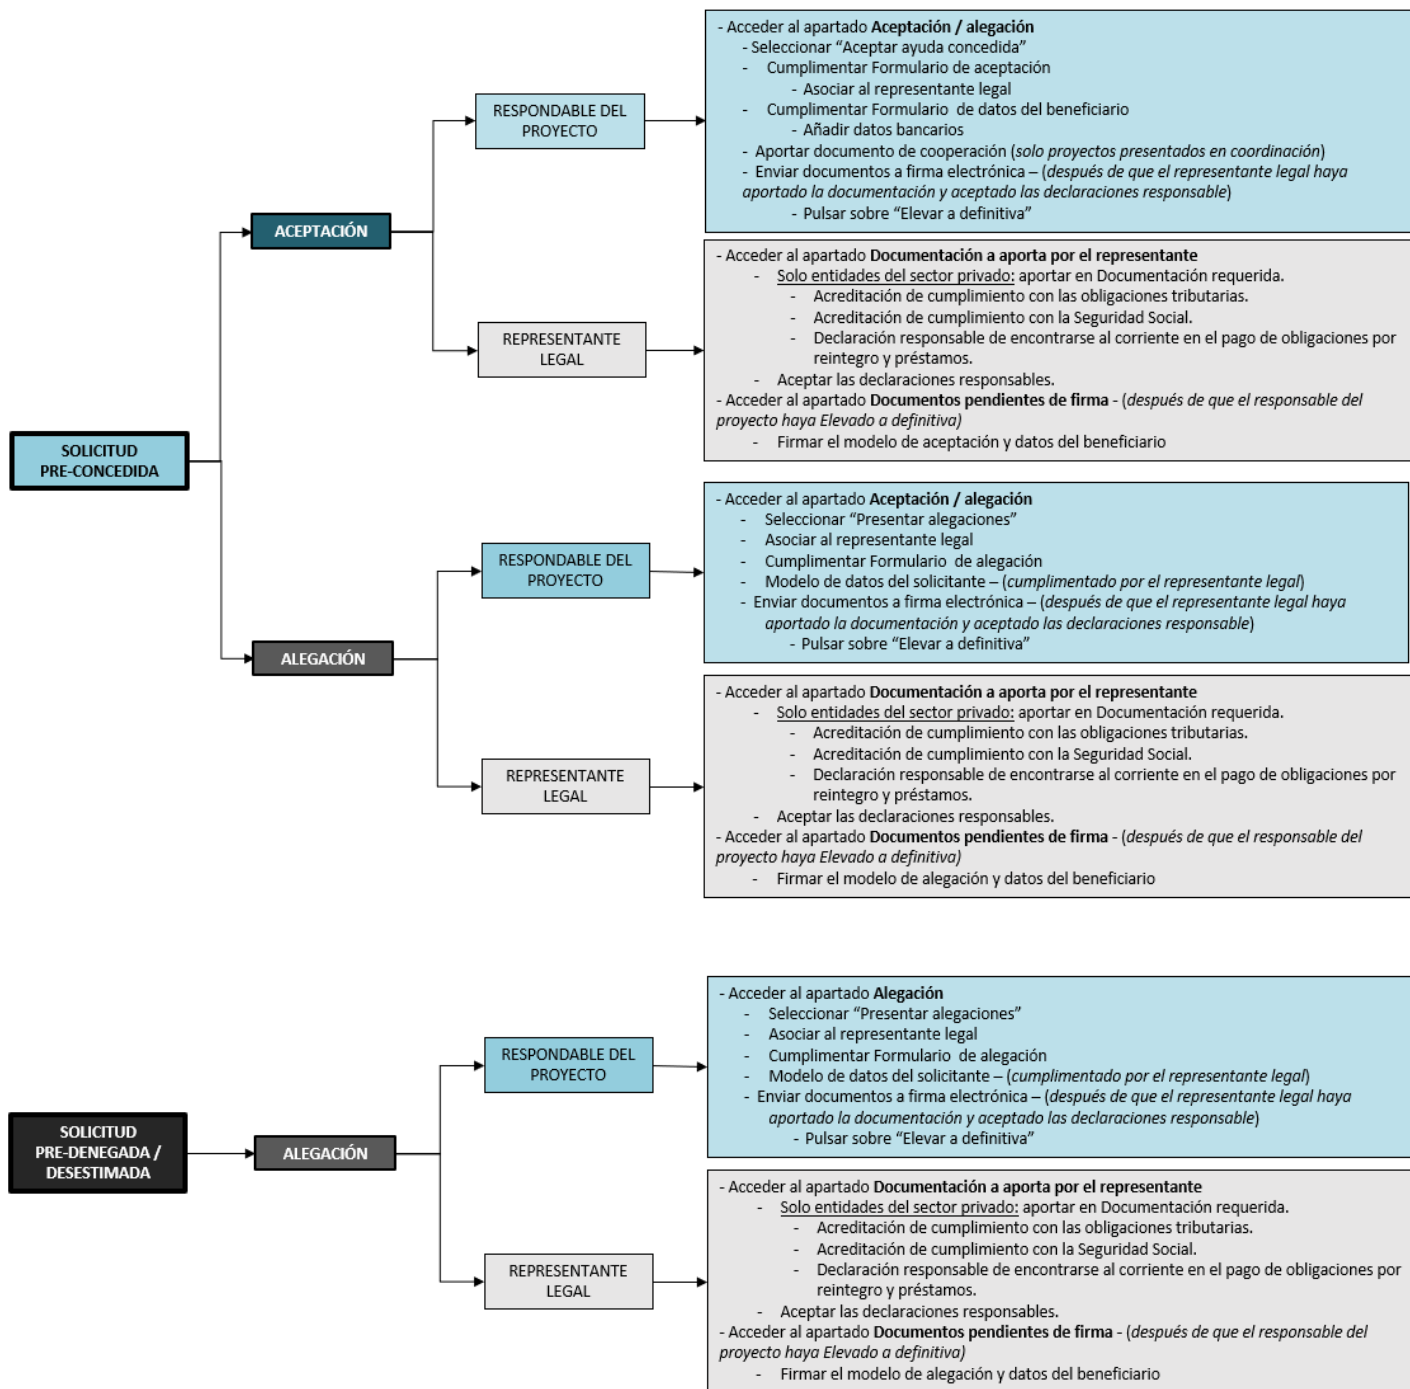 - Acceder al apartado Aceptación / alegación
- Seleccionar “Aceptar ayuda concedida”
- Cumplimentar Formulario de aceptación
- Asociar al representante legal
- Cumplimentar Formulario de datos del beneficiario
- Añadir datos bancarios
- Aportar documento de cooperación (solo proyectos presentados en coordinación)
- Enviar documentos a firma electrónica – (después de que el representante legal haya
aportado la documentación y aceptado las declaraciones responsable)
- Pulsar sobre “Elevar a definitiva”
RESPONDABLE DEL
PROYECTO
ACEPTACIÓN
- Acceder al apartado Documentación a aporta por el representante
- Solo entidades del sector privado: aportar en Documentación requerida.
- Acreditación de cumplimiento con las obligaciones tributarias.
- Acreditación de cumplimiento con la Seguridad Social.
- Declaración responsable de encontrarse al corriente en el pago de obligaciones por
reintegro y préstamos.
- Aceptar las declaraciones responsables.
- Acceder al apartado Documentos pendientes de firma - (después de que el responsable del
proyecto haya Elevado a definitiva)
- Firmar el modelo de aceptación y datos del beneficiario
REPRESENTANTE
LEGAL
SOLICITUD
PRE-CONCEDIDA
- Acceder al apartado Aceptación / alegación
- Seleccionar “Presentar alegaciones”
- Asociar al representante legal
- Cumplimentar Formulario de alegación
- Modelo de datos del solicitante – (cumplimentado por el representante legal)
- Enviar documentos a firma electrónica – (después de que el representante legal haya
aportado la documentación y aceptado las declaraciones responsable)
- Pulsar sobre “Elevar a definitiva”
RESPONDABLE DEL
PROYECTO
ALEGACIÓN
- Acceder al apartado Documentación a aporta por el representante
- Solo entidades del sector privado: aportar en Documentación requerida.
- Acreditación de cumplimiento con las obligaciones tributarias.
- Acreditación de cumplimiento con la Seguridad Social.
- Declaración responsable de encontrarse al corriente en el pago de obligaciones por
reintegro y préstamos.
- Aceptar las declaraciones responsables.
- Acceder al apartado Documentos pendientes de firma - (después de que el responsable del
proyecto haya Elevado a definitiva)
- Firmar el modelo de alegación y datos del beneficiario
REPRESENTANTE
LEGAL
- Acceder al apartado Alegación
- Seleccionar “Presentar alegaciones”
- Asociar al representante legal
- Cumplimentar Formulario de alegación
- Modelo de datos del solicitante – (cumplimentado por el representante legal)
- Enviar documentos a firma electrónica – (después de que el representante legal haya
aportado la documentación y aceptado las declaraciones responsable)
- Pulsar sobre “Elevar a definitiva”
RESPONDABLE DEL
PROYECTO
SOLICITUD
PRE-DENEGADA /
DESESTIMADA
ALEGACIÓN
- Acceder al apartado Documentación a aporta por el representante
- Solo entidades del sector privado: aportar en Documentación requerida.
- Acreditación de cumplimiento con las obligaciones tributarias.
- Acreditación de cumplimiento con la Seguridad Social.
- Declaración responsable de encontrarse al corriente en el pago de obligaciones por
reintegro y préstamos.
- Aceptar las declaraciones responsables.
- Acceder al apartado Documentos pendientes de firma - (después de que el responsable del
proyecto haya Elevado a definitiva)
- Firmar el modelo de alegación y datos del beneficiario
REPRESENTANTE
LEGAL